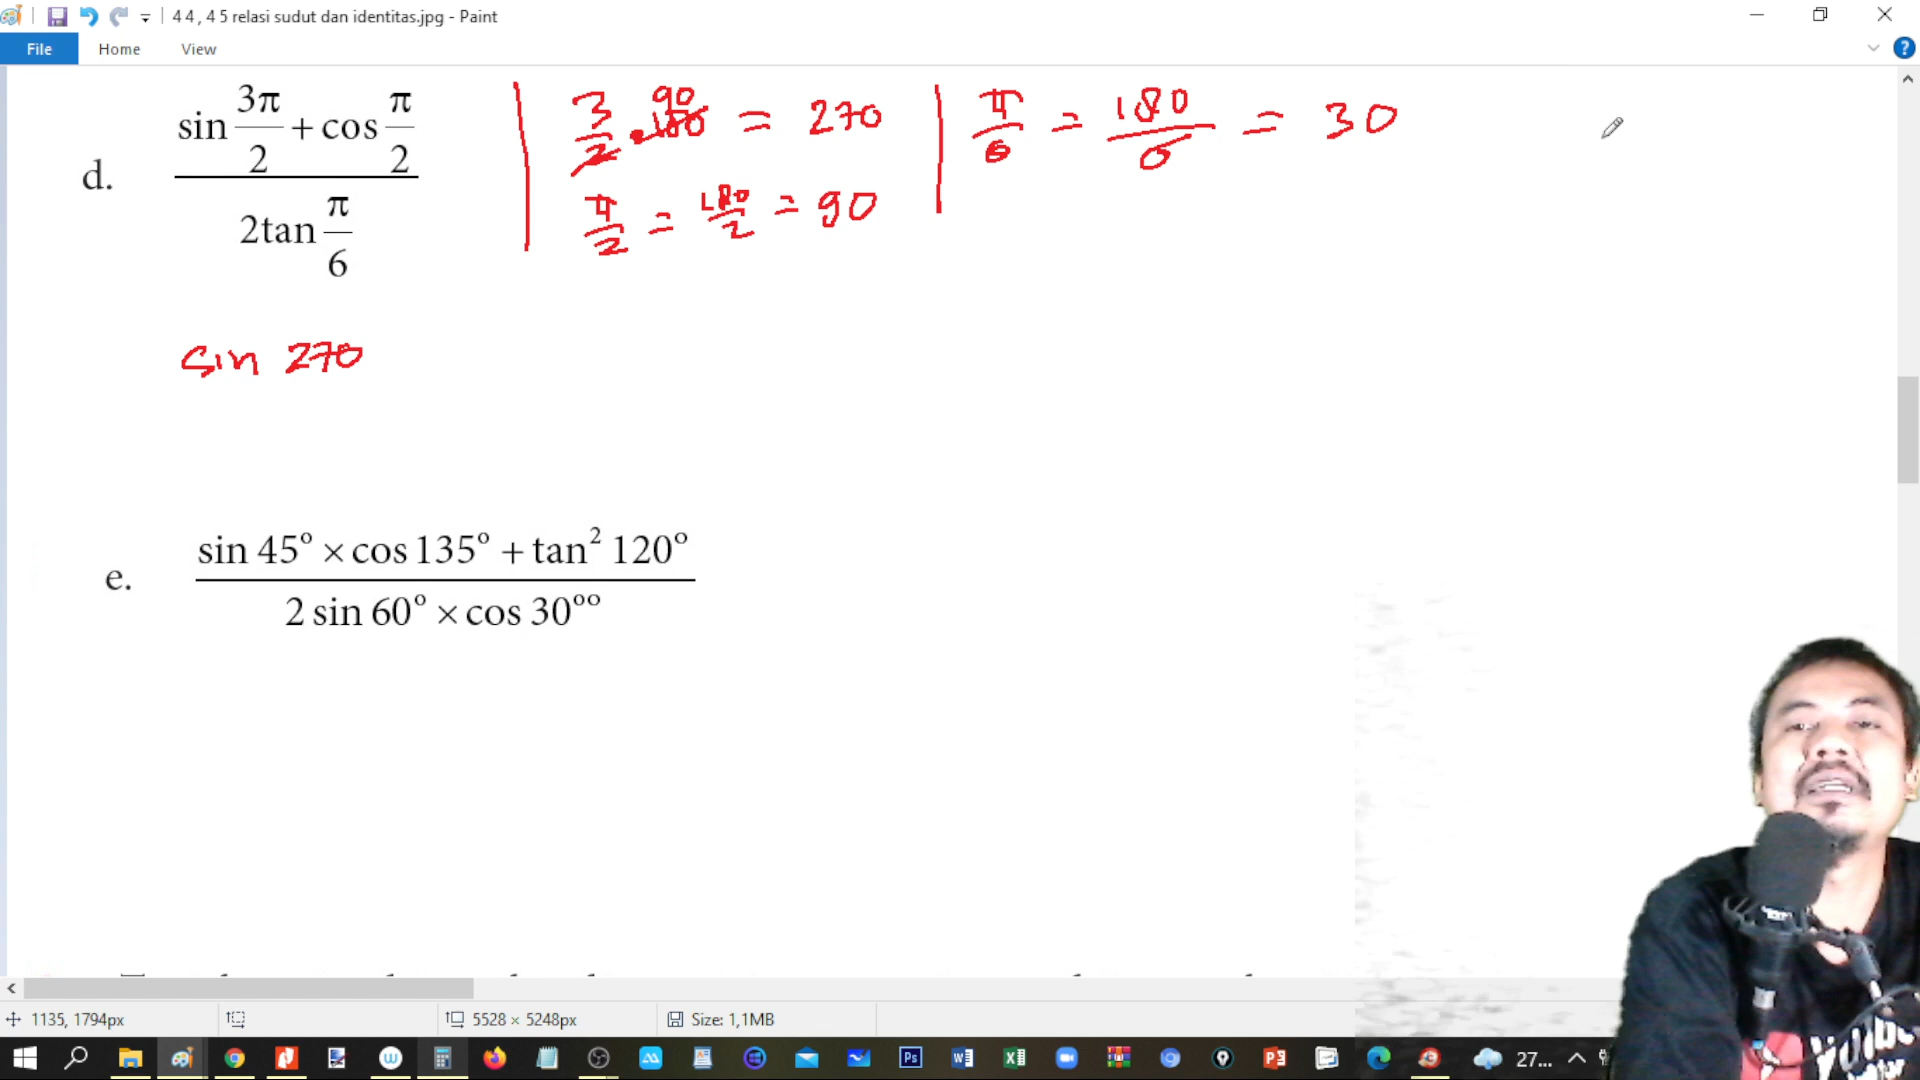 4 4 , 4 5 relasi sudut dan identitas.jpg - Paint
File Home View
d. (sin 3π/2 + cos π/2) / (2tan π/6)
3/2 . 180 90 = 270
π/2 = 180/2 = 90
π/6 = 180/6 = 30
sin 270
e. (sin 45° × cos 135° + tan² 120°) / (2 sin 60° × cos 30°°)
1135, 1794px 5528 × 5248px Size: 1,1MB
27...